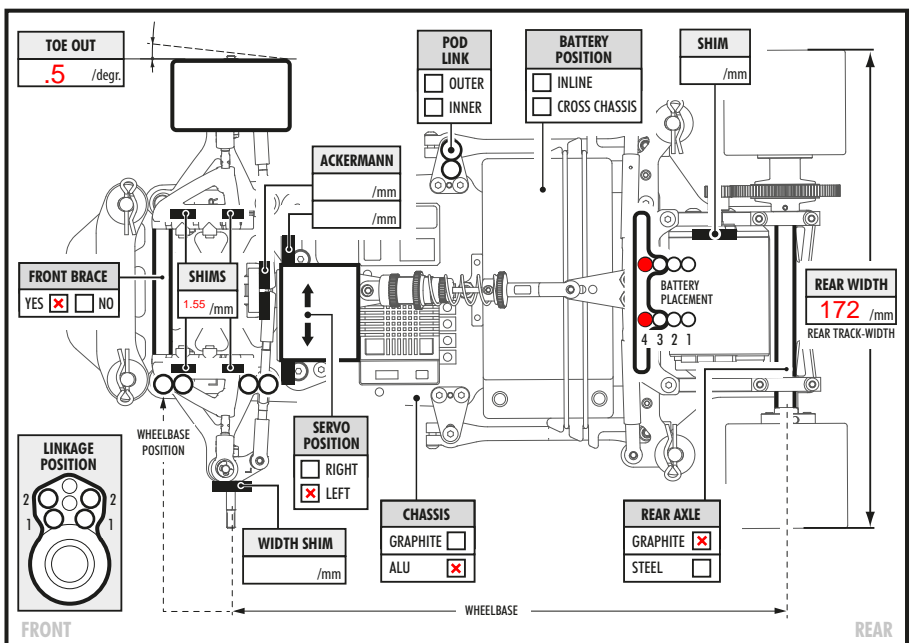 TOE OUT
.5 /degr.
POD
LINK
OUTER
INNER
BATTERY
POSITION
INLINE
CROSS CHASSIS
SHIM
/mm
ACKERMANN
/mm
/mm
R
FRONT BRACE
YES NO
SHIMS
1.55 /mm
BATTERY
PLACEMENT
4 3 2 1
REAR WIDTH
172 /mm
REAR TRACK-WIDTH
WHEELBASE
POSITION
LINKAGE
POSITION
2 2
1 1
SERVO
POSITION
RIGHT
LEFT
L
WIDTH SHIM
/mm
CHASSIS
GRAPHITE
ALU
REAR AXLE
GRAPHITE
STEEL
WHEELBASE
FRONT
REAR